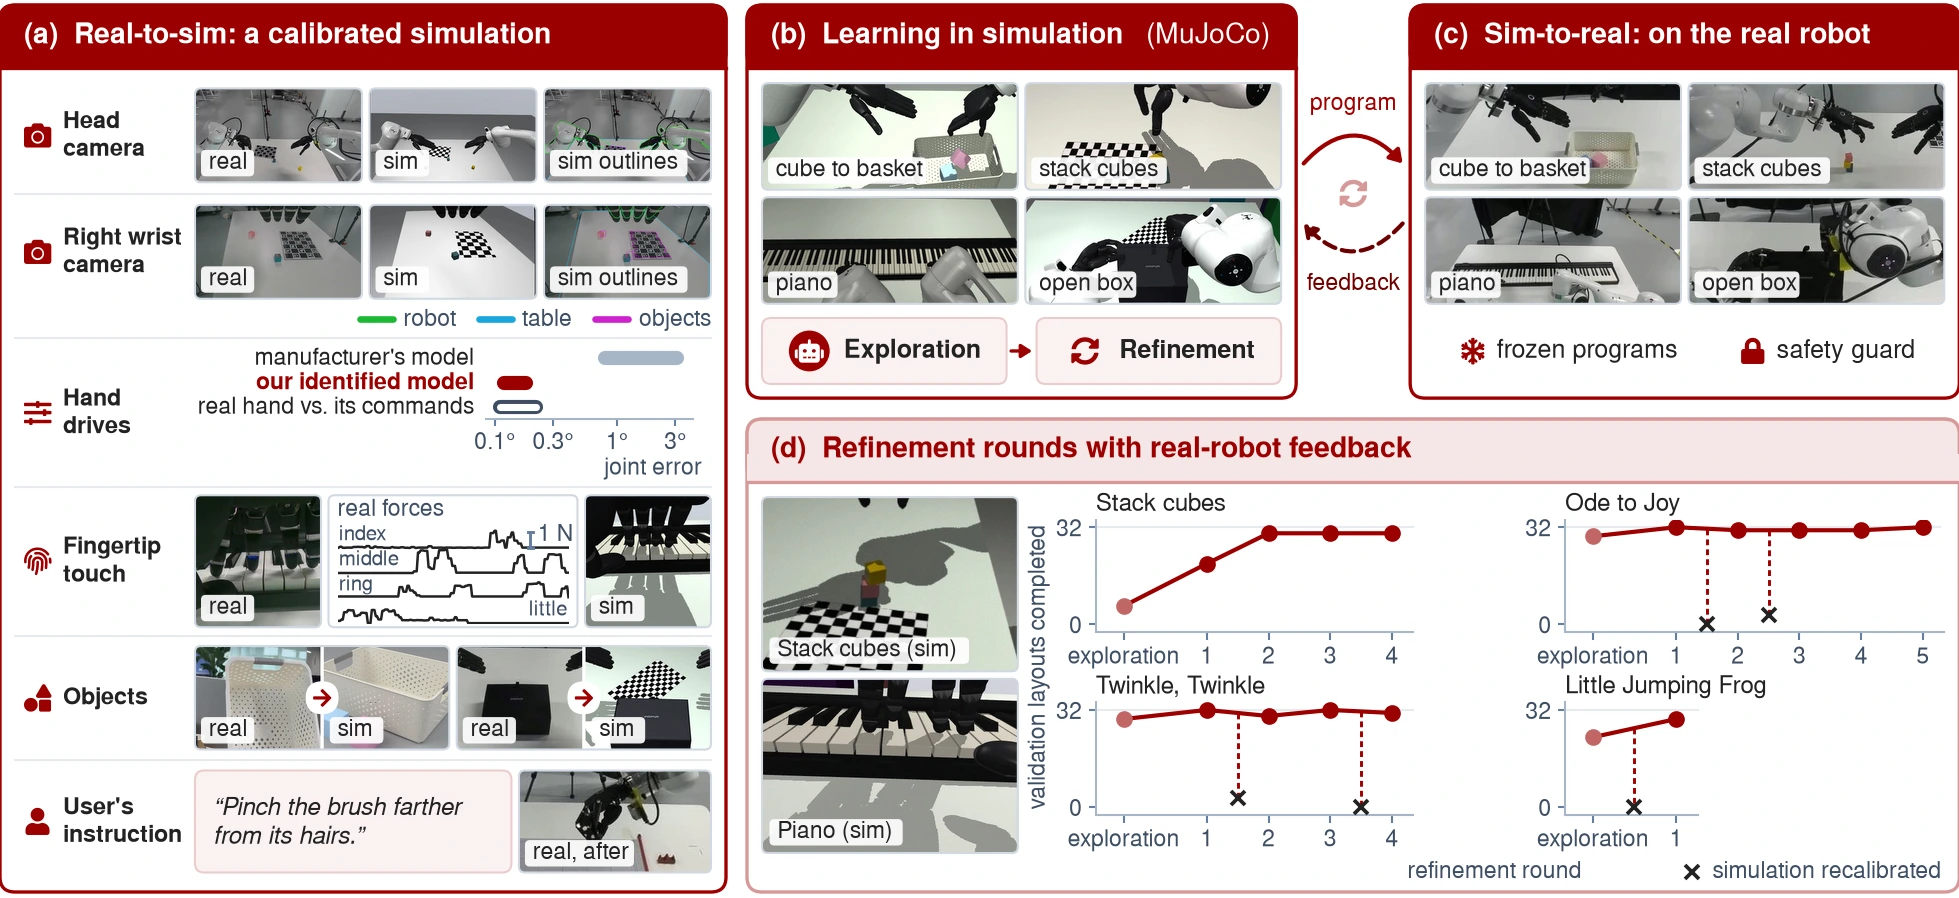 (a) Real-to-sim: a calibrated simulation
Head
camera
real
sim
sim outlines
Right wrist
camera
real
sim
sim outlines
robot
table
objects
Hand
drives
manufacturer's model
our identified model
real hand vs. its commands
0.1° 0.3° 1° 3°
joint error
Fingertip
touch
real
real forces
index
1 N
middle
ring
little
sim
Objects
real
sim
real
sim
User's
instruction
“Pinch the brush farther
from its hairs.”
real, after
(b) Learning in simulation (MuJoCo)
cube to basket
stack cubes
piano
open box
Exploration
Refinement
program
feedback
(c) Sim-to-real: on the real robot
cube to basket
stack cubes
piano
open box
frozen programs
safety guard
(d) Refinement rounds with real-robot feedback
Stack cubes (sim)
Piano (sim)
validation layouts completed
Stack cubes
32
0
exploration 1 2 3 4
Ode to Joy
32
0
exploration 1 2 3 4 5
Twinkle, Twinkle
32
0
exploration 1 2 3 4
Little Jumping Frog
32
0
exploration 1
refinement round
simulation recalibrated